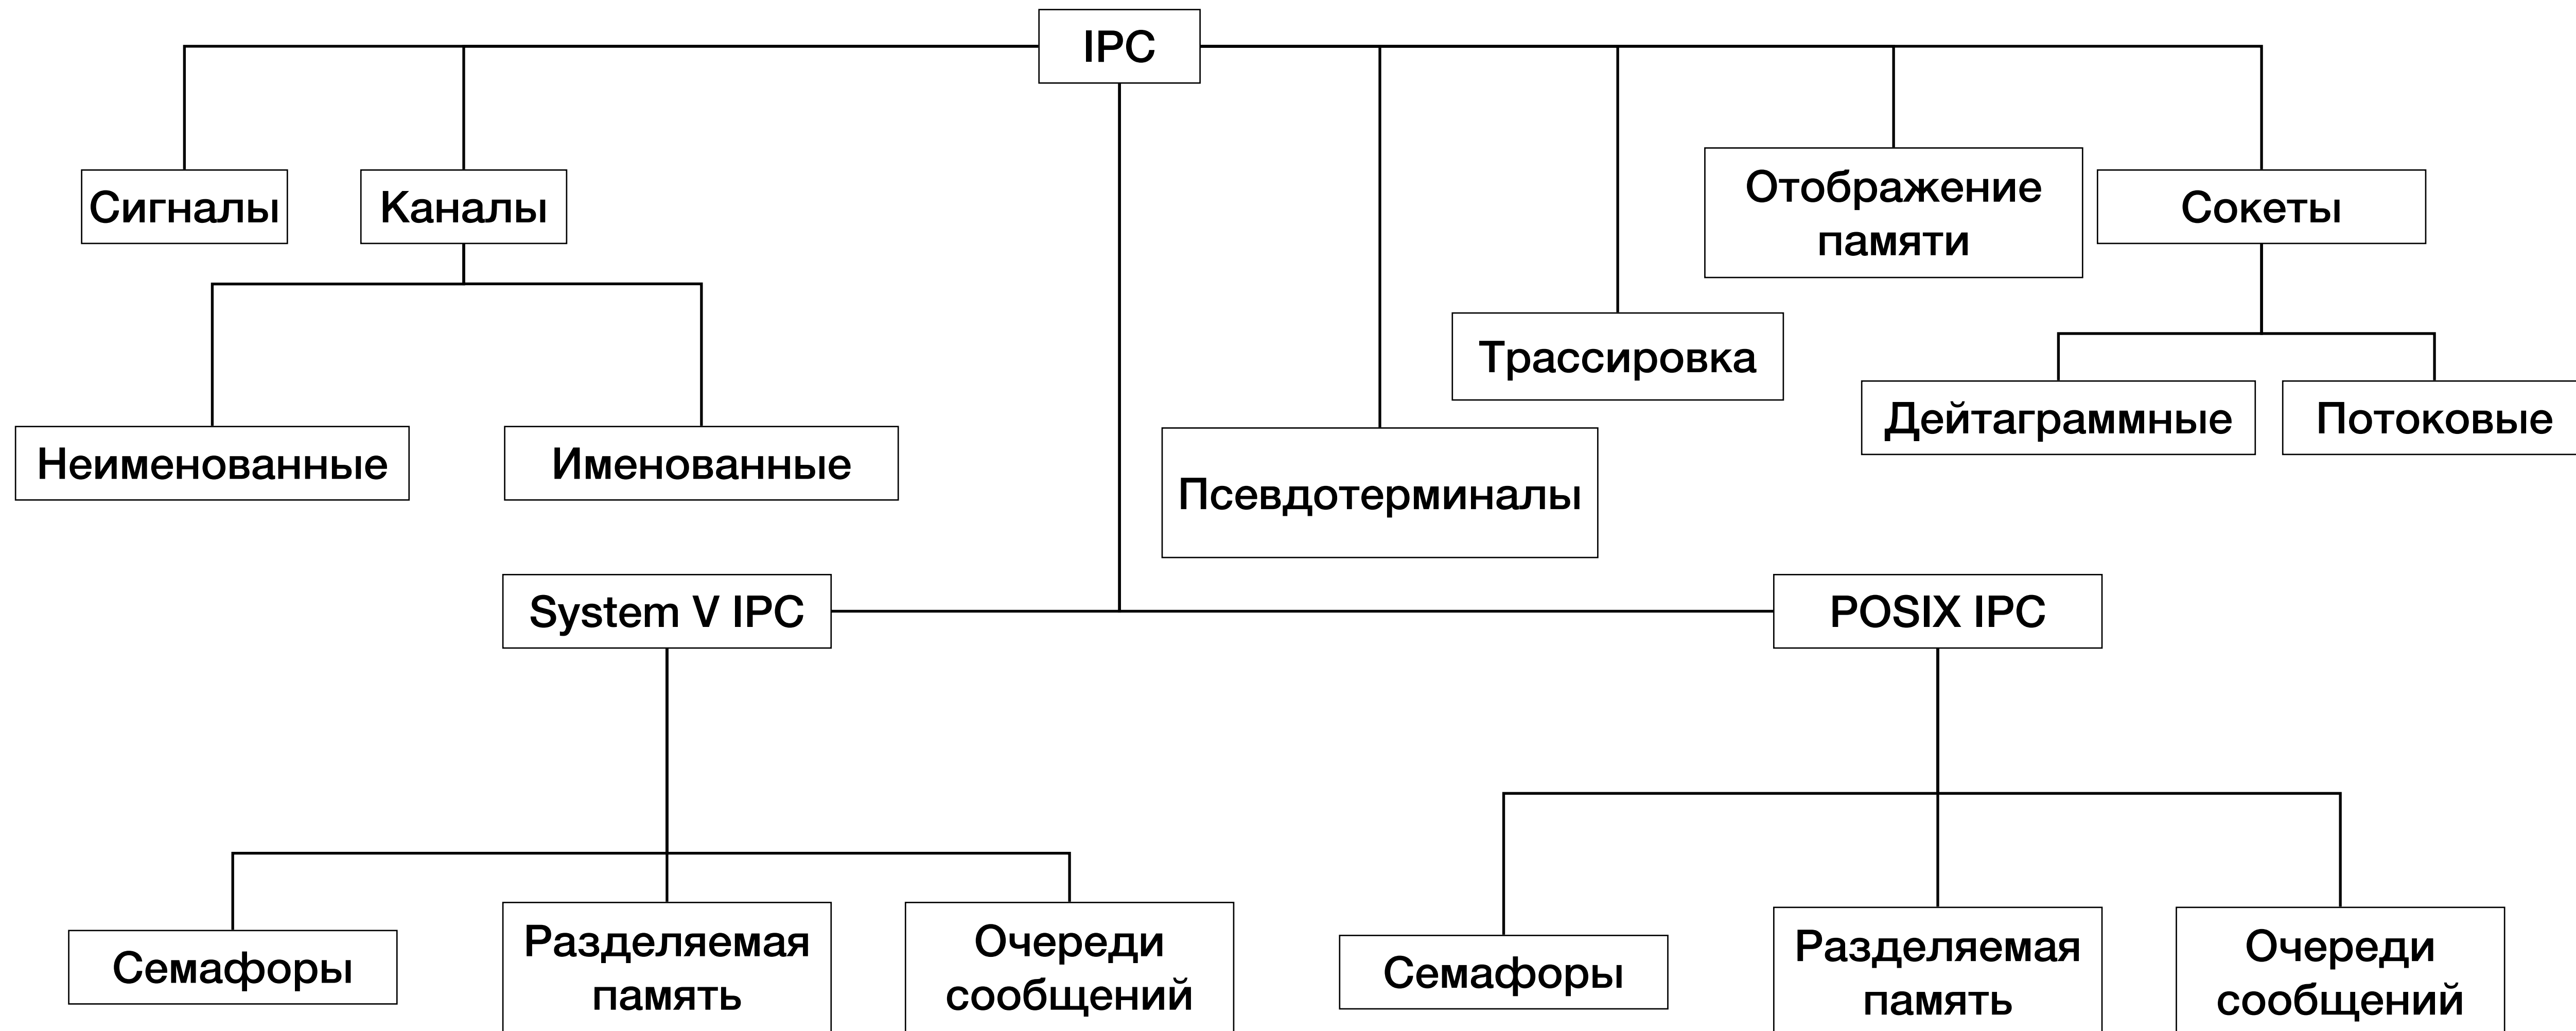 IPC
Сигналы
Каналы
Отображение
памяти
Сокеты
Трассировка
Дейтаграммные
Потоковые
Неименованные
Именованные
Псевдотерминалы
System V IPC
POSIX IPC
Семафоры
Разделяемая
память
Очереди
сообщений
Семафоры
Разделяемая
память
Очереди
сообщений